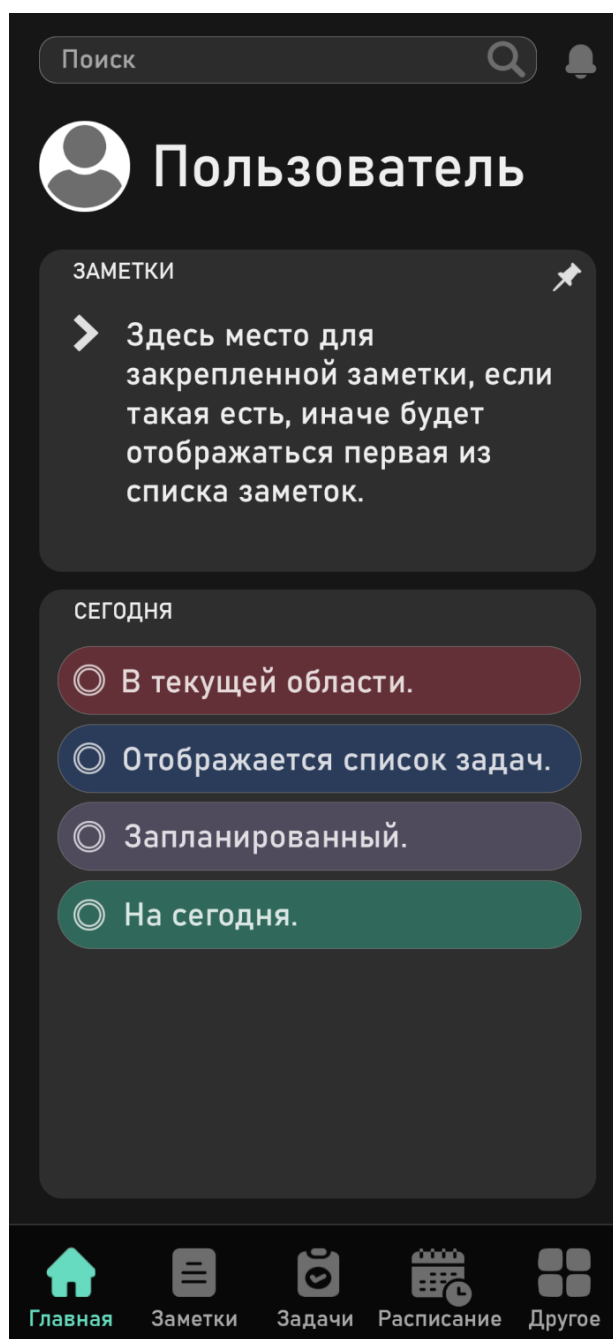 Поиск
Пользователь
ЗАМЕТКИ
Здесь место для
закрепленной заметки, если
такая есть, иначе будет
отображаться первая из
списка заметок.
СЕГОДНЯ
В текущей области.
Отображается список задач.
Запланированный.
На сегодня.
Главная Заметки Задачи Расписание Другое